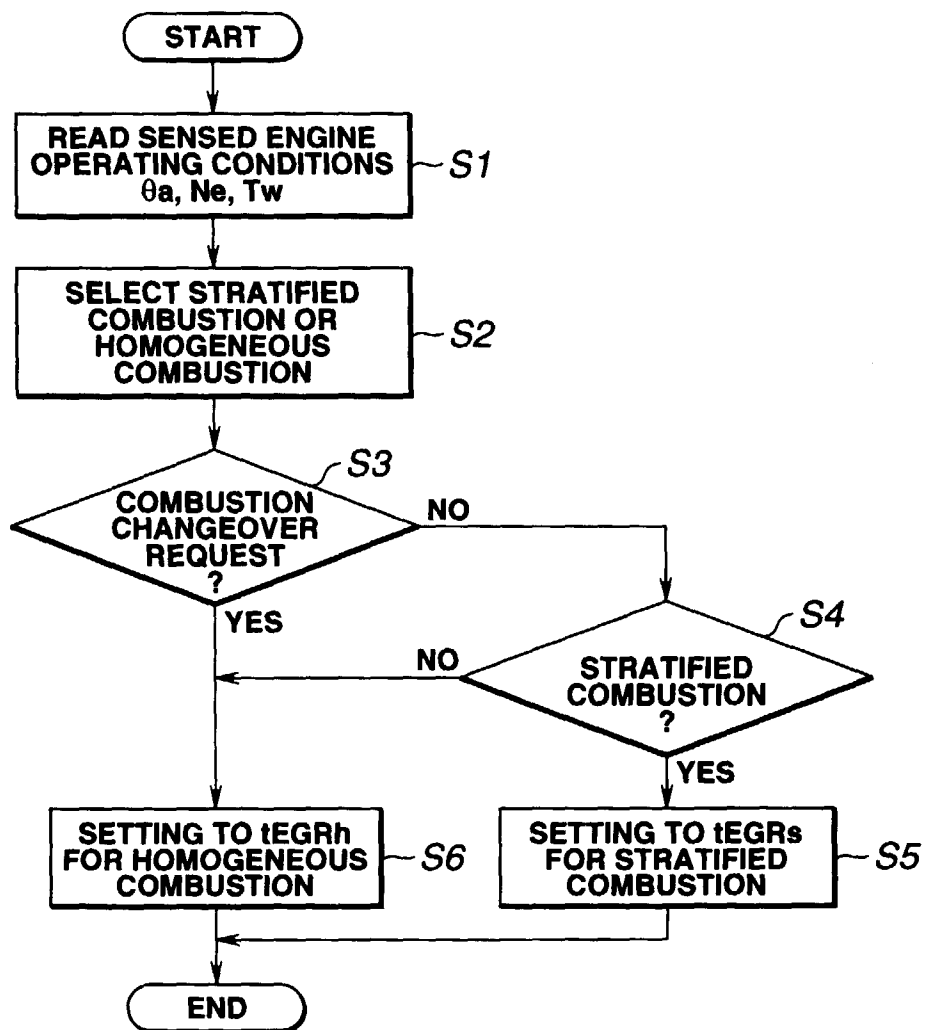 START
READ SENSED ENGINE
OPERATING CONDITIONS
θa, Ne, Tw
S1
SELECT STRATIFIED
COMBUSTION OR
HOMOGENEOUS
COMBUSTION
S2
S3
COMBUSTION
CHANGEOVER
REQUEST
?
NO
YES
S4
STRATIFIED
COMBUSTION
?
NO
YES
SETTING TO tEGRh
FOR HOMOGENEOUS
COMBUSTION
S6
SETTING TO tEGRs
FOR STRATIFIED
COMBUSTION
S5
END